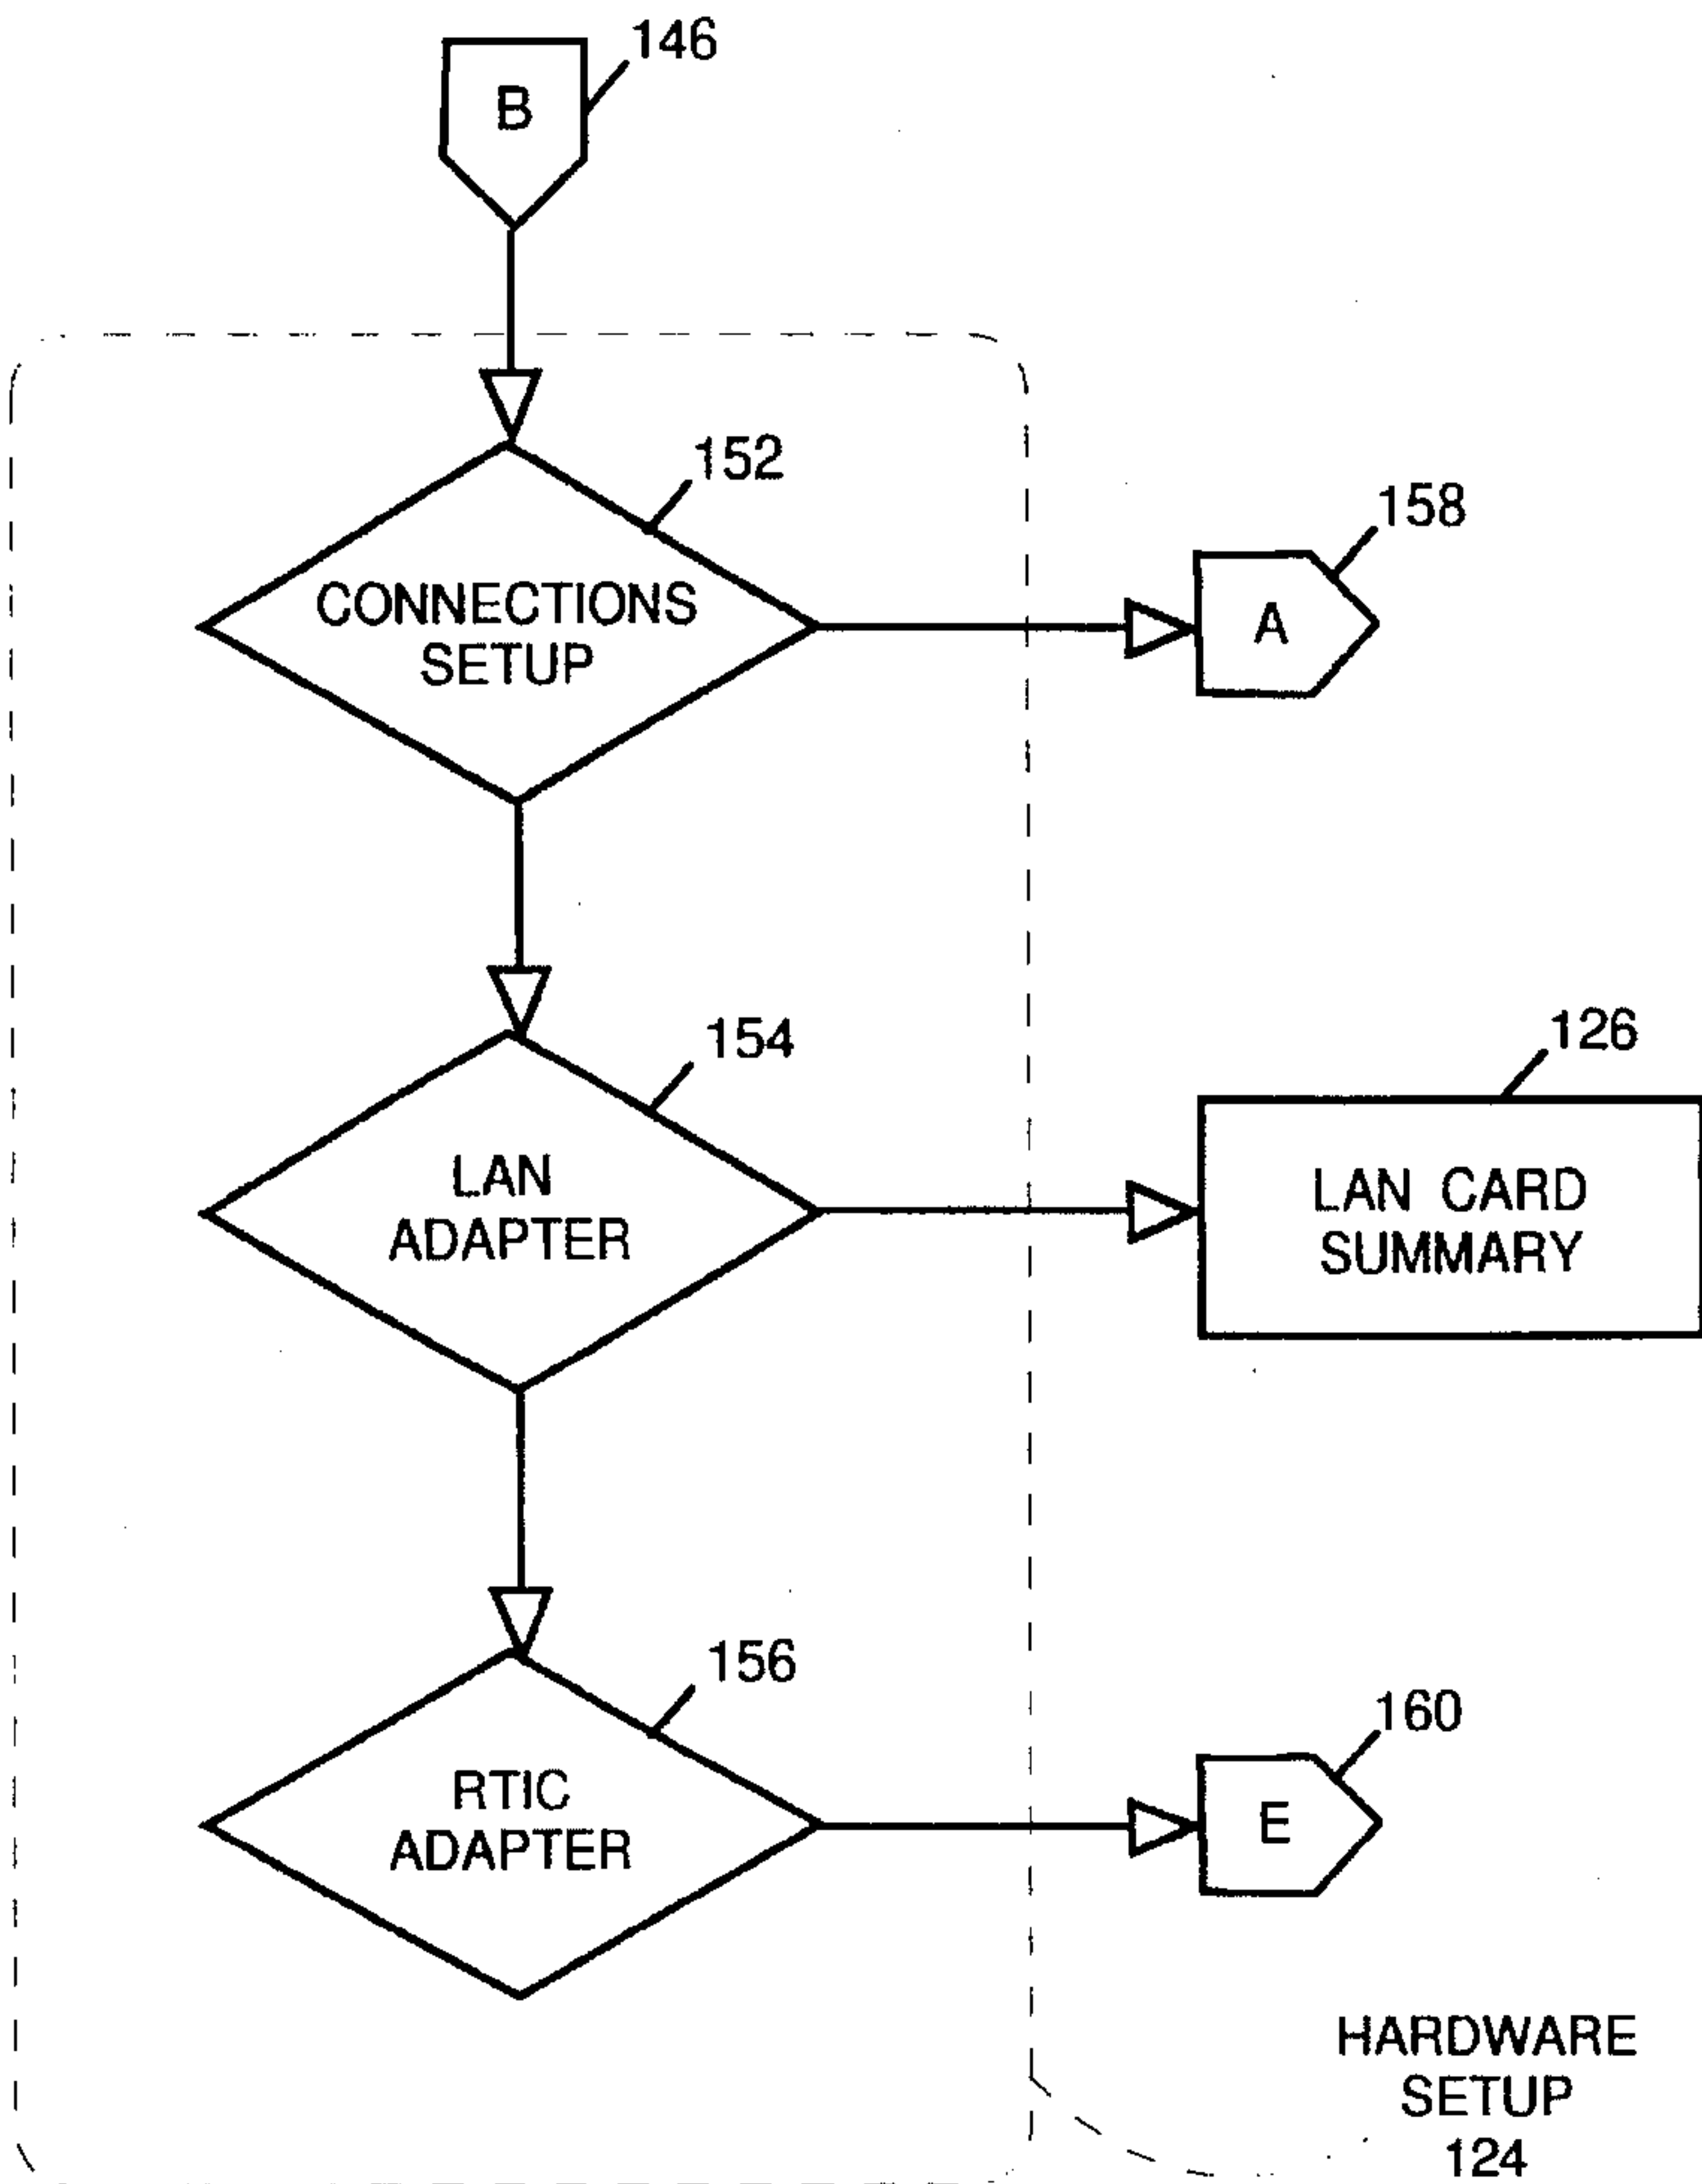 146
B
152
CONNECTIONS
SETUP
158
A
154
LAN
ADAPTER
126
LAN CARD
SUMMARY
156
RTIC
ADAPTER
160
E
HARDWARE
SETUP
124